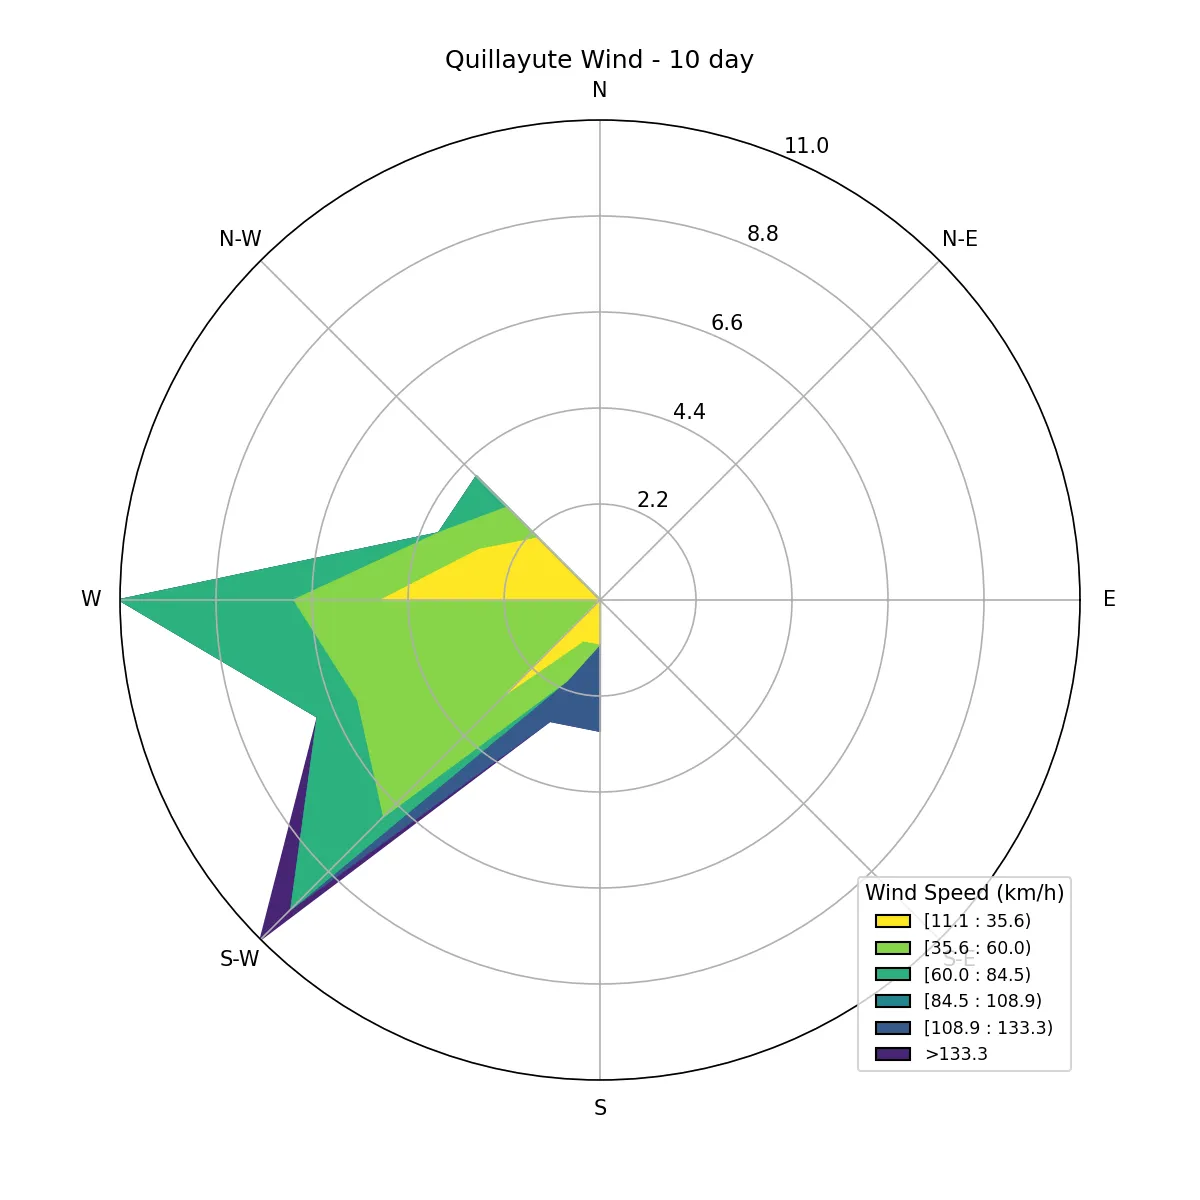 Quillayute Wind - 10 day
N
11.0
N-W
8.8
N-E
6.6
4.4
2.2
W
E
S-W
S-E
Wind Speed (km/h)
[11.1 : 35.6)
[35.6 : 60.0)
[60.0 : 84.5)
[84.5 : 108.9)
[108.9 : 133.3)
>133.3
S